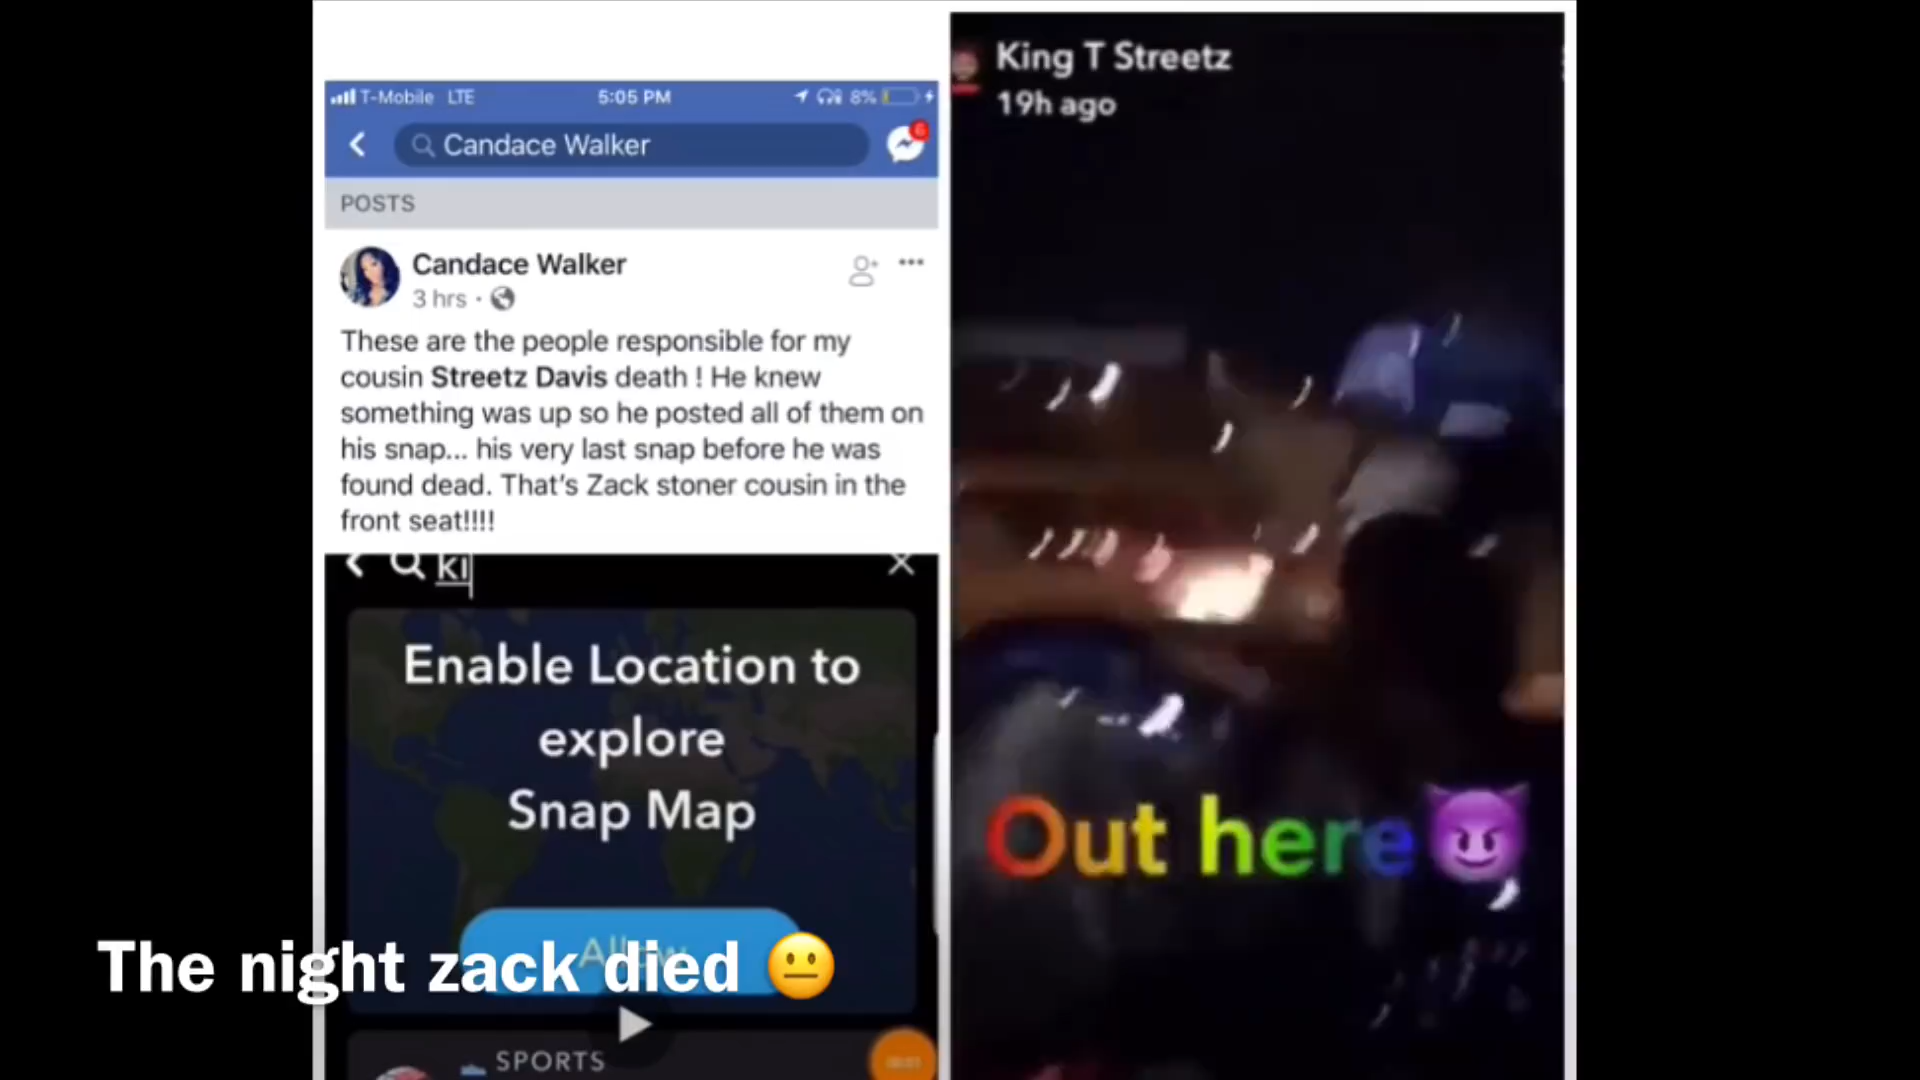 T-Mobile LTE 5:05 PM 8%
Candace Walker
6
POSTS
Candace Walker
3 hrs ·
These are the people responsible for my
cousin Streetz Davis death ! He knew
something was up so he posted all of them on
his snap... his very last snap before he was
found dead. That's Zack stoner cousin in the
front seat!!!!
ki
Enable Location to
explore
Snap Map
Allow
The night zack died 😐
SPORTS
King T Streetz
19h ago
Out here😈